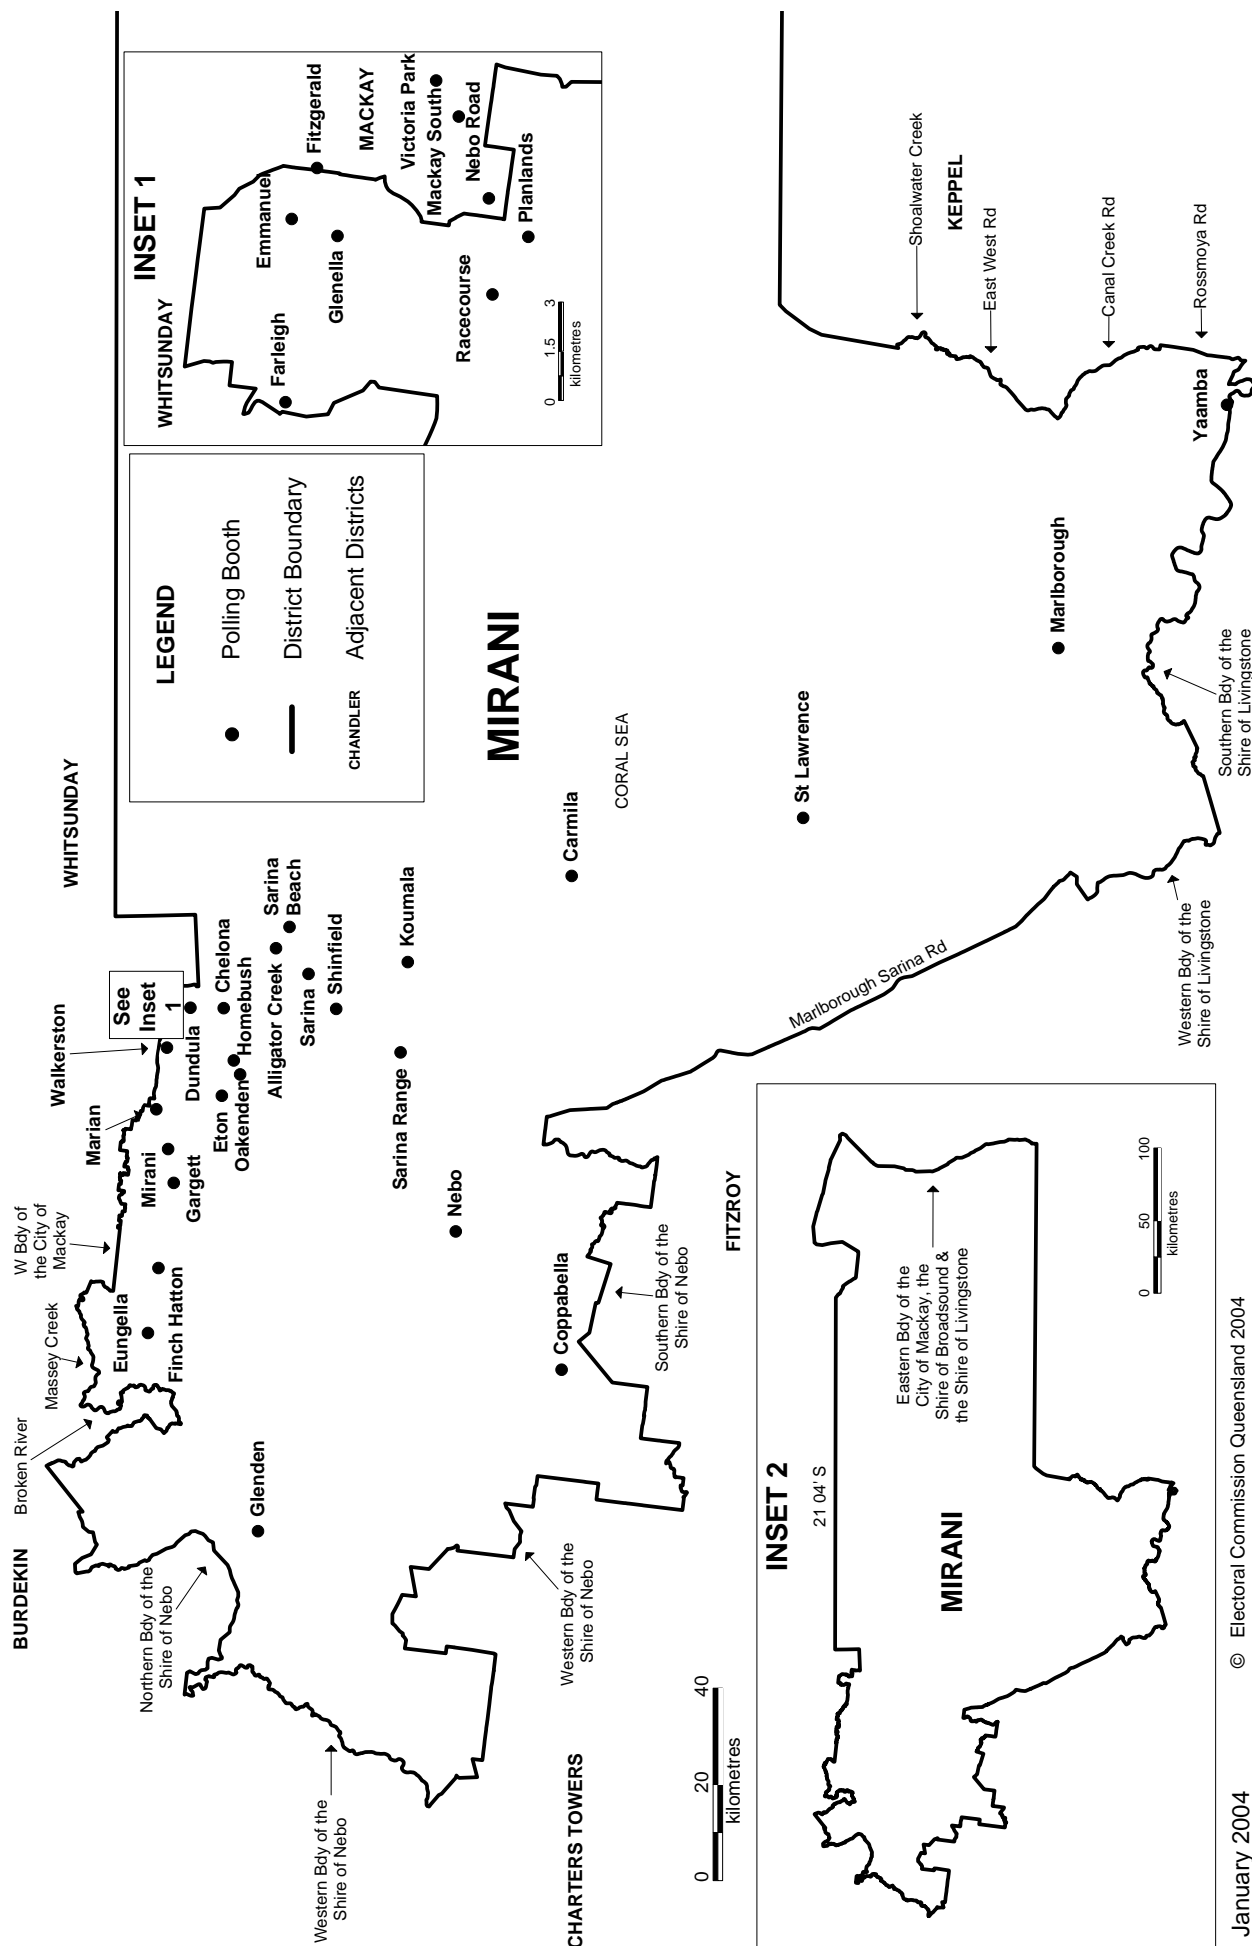 BURDEKIN
Broken River
Massey Creek
W Bdy of
the City of
Mackay
Marian
Walkerston
See
Inset
1
WHITSUNDAY
Northern Bdy of the
Shire of Nebo
Western Bdy of the
Shire of Nebo
Glenden
Eungella
Finch Hatton
Mirani
Gargett
Dundula
Eton
Oakenden
Homebush
Chelona
Alligator Creek
Sarina
Beach
Sarina
Shinfield
Sarina Range
Koumala
Nebo
Coppabella
Carmila
CORAL SEA
St Lawrence
Marlborough
Yaamba
MIRANI
CHARTERS TOWERS
Western Bdy of the
Shire of Nebo
Southern Bdy of the
Shire of Nebo
FITZROY
Marlborough Sarina Rd
Western Bdy of the
Shire of Livingstone
Southern Bdy of the
Shire of Livingstone
Shoalwater Creek
KEPPEL
East West Rd
Canal Creek Rd
Rossmoya Rd
0 20 40
kilometres
LEGEND
Polling Booth
District Boundary
CHANDLER Adjacent Districts
INSET 1
WHITSUNDAY
Farleigh
Emmanuel
Glenella
Fitzgerald
MACKAY
Victoria Park
Mackay South
Nebo Road
Planlands
Racecourse
0 1.5 3
kilometres
INSET 2
21 04' S
MIRANI
Eastern Bdy of the
City of Mackay, the
Shire of Broadsound &
the Shire of Livingstone
0 50 100
kilometres
January 2004
© Electoral Commission Queensland 2004